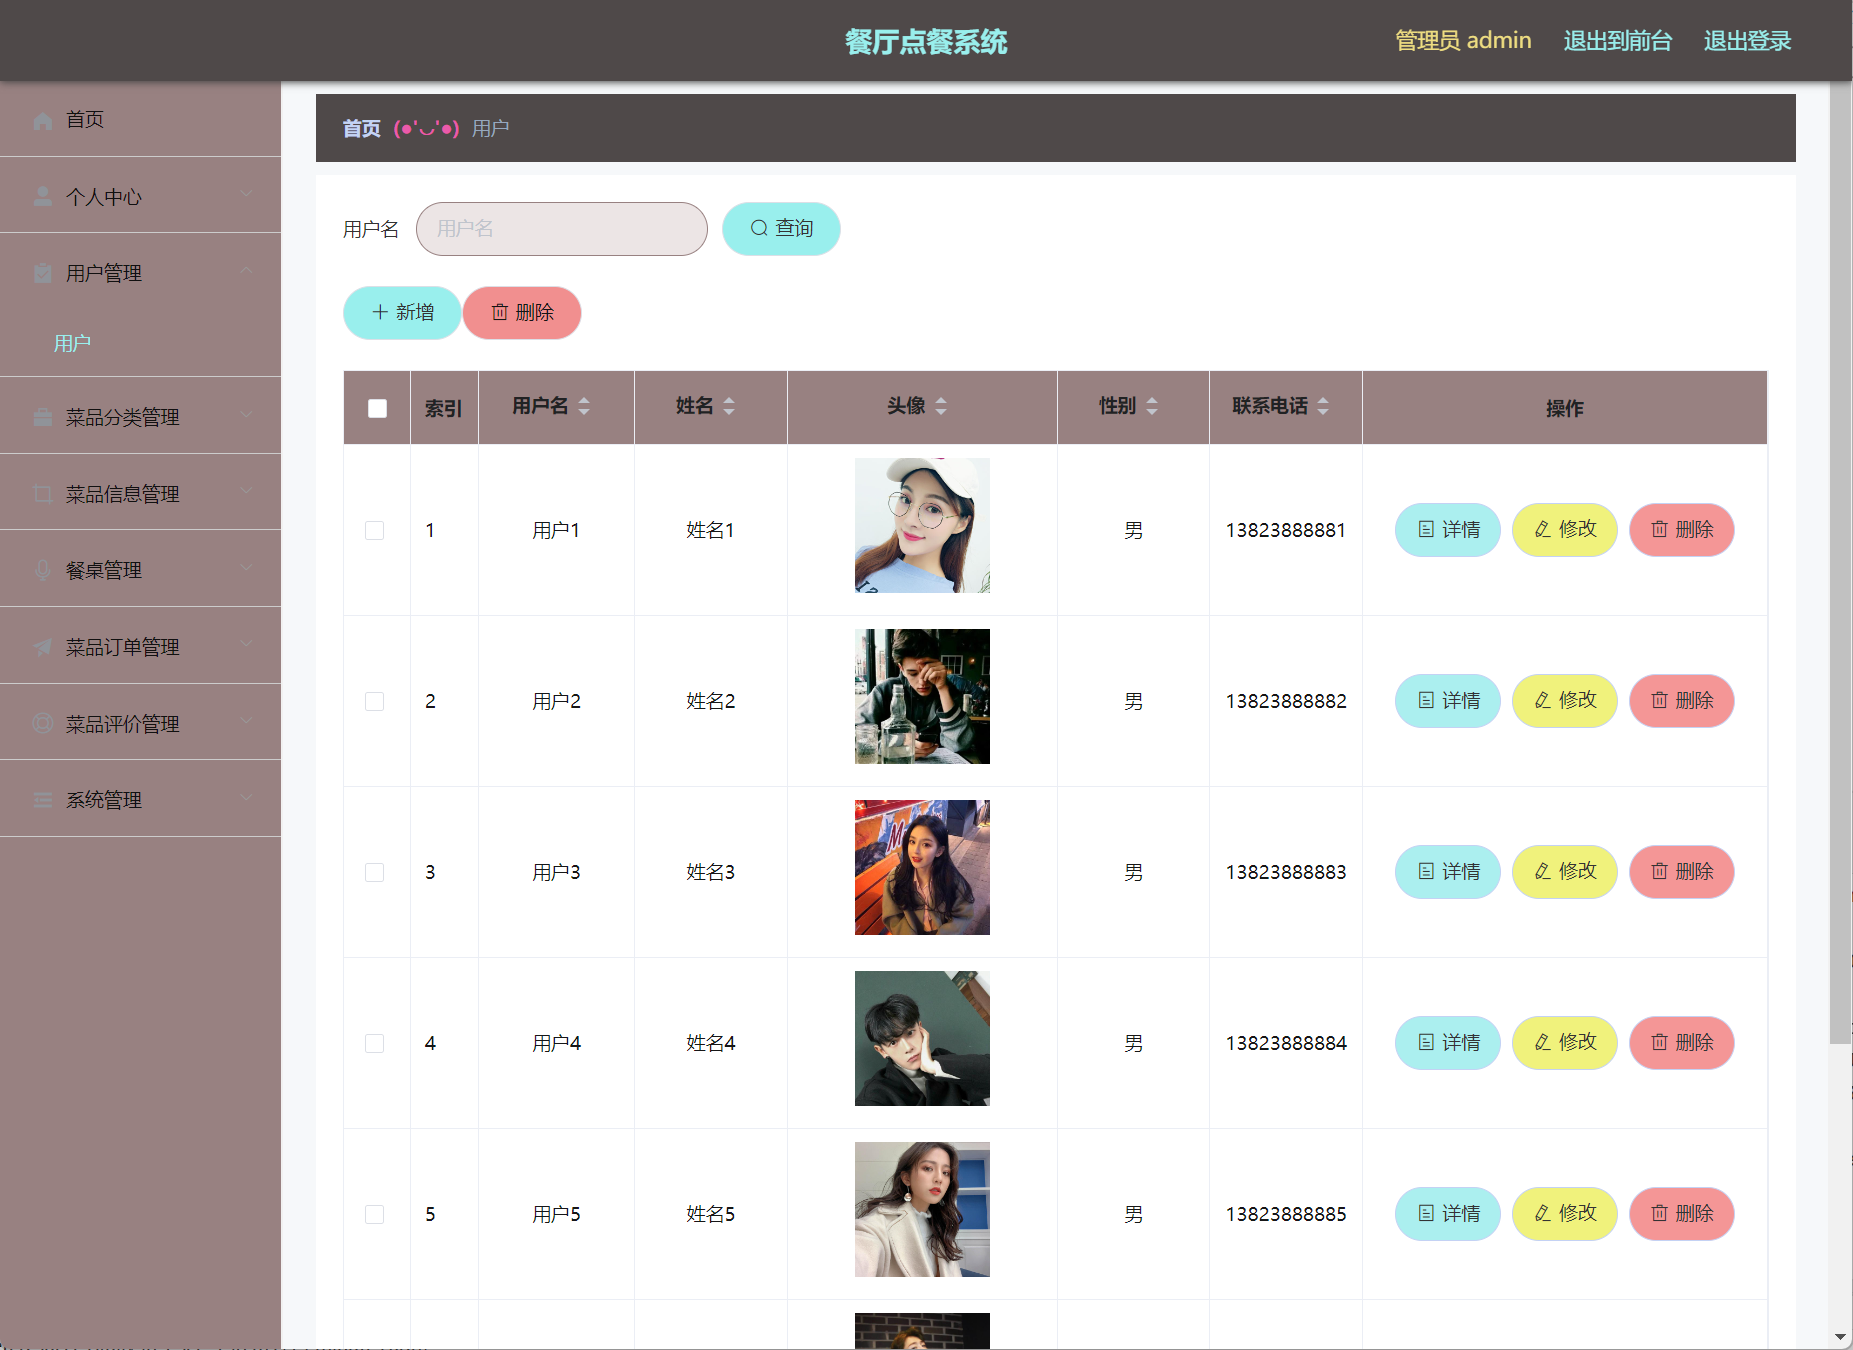 餐厅点餐系统
管理员 admin 退出到前台 退出登录
首页
个人中心
用户管理
用户
菜品分类管理
菜品信息管理
餐桌管理
菜品订单管理
菜品评价管理
系统管理
首页 (●'◡'●) 用户
用户名 用户名 查询
新增 删除
索引 用户名 姓名 头像 性别 联系电话 操作
1 用户1 姓名1 男 13823888881 详情 修改 删除
2 用户2 姓名2 男 13823888882 详情 修改 删除
3 用户3 姓名3 男 13823888883 详情 修改 删除
4 用户4 姓名4 男 13823888884 详情 修改 删除
5 用户5 姓名5 男 13823888885 详情 修改 删除